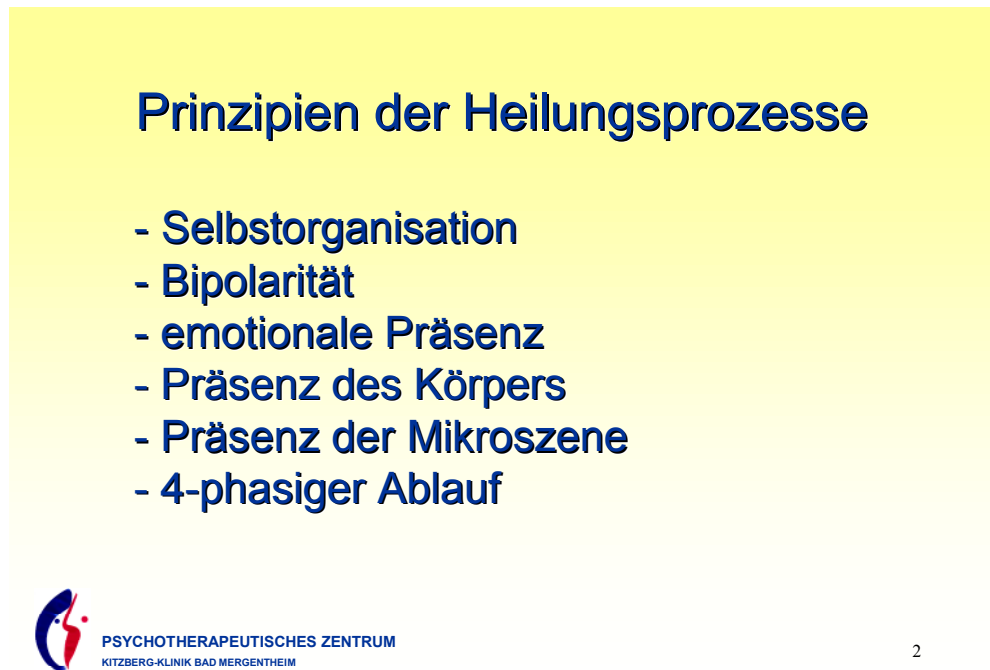 Prinzipien der Heilungsprozesse
- Selbstorganisation
- Bipolarität
- emotionale Präsenz
- Präsenz des Körpers
- Präsenz der Mikroszene
- 4-phasiger Ablauf
PSYCHOTHERAPEUTISCHES ZENTRUM
KITZBERG-KLINIK BAD MERGENTHEIM
2